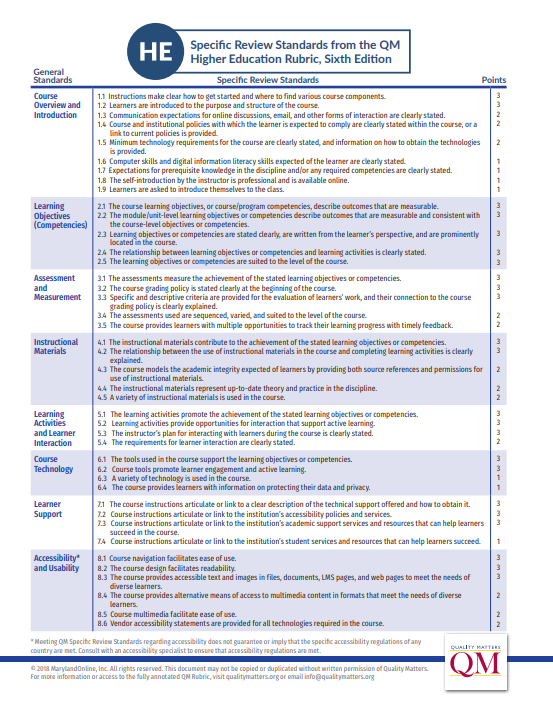 HE
Specific Review Standards from the QM
Higher Education Rubric, Sixth Edition
General
Standards
Specific Review Standards
Points
Course
Overview and
Introduction
1.1 Instructions make clear how to get started and where to find various course components. 3
1.2 Learners are introduced to the purpose and structure of the course. 3
1.3 Communication expectations for online discussions, email, and other forms of interaction are clearly stated. 2
1.4 Course and institutional policies with which the learner is expected to comply are clearly stated within the course, or a 2
link to current policies is provided.
1.5 Minimum technology requirements for the course are clearly stated, and information on how to obtain the technologies 2
is provided.
1.6 Computer skills and digital information literacy skills expected of the learner are clearly stated. 1
1.7 Expectations for prerequisite knowledge in the discipline and/or any required competencies are clearly stated. 1
1.8 The self-introduction by the instructor is professional and is available online. 1
1.9 Learners are asked to introduce themselves to the class. 1
Learning
Objectives
(Competencies)
2.1 The course learning objectives, or course/program competencies, describe outcomes that are measurable. 3
2.2 The module/unit-level learning objectives or competencies describe outcomes that are measurable and consistent with 3
the course-level objectives or competencies.
2.3 Learning objectives or competencies are stated clearly, are written from the learner's perspective, and are prominently 3
located in the course.
2.4 The relationship between learning objectives or competencies and learning activities is clearly stated. 3
2.5 The learning objectives or competencies are suited to the level of the course. 3
Assessment
and
Measurement
3.1 The assessments measure the achievement of the stated learning objectives or competencies. 3
3.2 The course grading policy is stated clearly at the beginning of the course. 3
3.3 Specific and descriptive criteria are provided for the evaluation of learners' work, and their connection to the course 3
grading policy is clearly explained.
3.4 The assessments used are sequenced, varied, and suited to the level of the course. 2
3.5 The course provides learners with multiple opportunities to track their learning progress with timely feedback. 2
Instructional
Materials
4.1 The instructional materials contribute to the achievement of the stated learning objectives or competencies. 3
4.2 The relationship between the use of instructional materials in the course and completing learning activities is clearly 3
explained.
4.3 The course models the academic integrity expected of learners by providing both source references and permissions for 2
use of instructional materials.
4.4 The instructional materials represent up-to-date theory and practice in the discipline. 2
4.5 A variety of instructional materials is used in the course. 2
Learning
Activities
and Learner
Interaction
5.1 The learning activities promote the achievement of the stated learning objectives or competencies. 3
5.2 Learning activities provide opportunities for interaction that support active learning. 3
5.3 The instructor's plan for interacting with learners during the course is clearly stated. 3
5.4 The requirements for learner interaction are clearly stated. 2
Course
Technology
6.1 The tools used in the course support the learning objectives or competencies. 3
6.2 Course tools promote learner engagement and active learning. 3
6.3 A variety of technology is used in the course. 1
6.4 The course provides learners with information on protecting their data and privacy. 1
Learner
Support
7.1 The course instructions articulate or link to a clear description of the technical support offered and how to obtain it. 3
7.2 Course instructions articulate or link to the institution's accessibility policies and services. 3
7.3 Course instructions articulate or link to the institution's academic support services and resources that can help learners 3
succeed in the course.
7.4 Course instructions articulate or link to the institution's student services and resources that can help learners succeed. 1
Accessibility*
and Usability
8.1 Course navigation facilitates ease of use. 3
8.2 The course design facilitates readability. 3
8.3 The course provides accessible text and images in files, documents, LMS pages, and web pages to meet the needs of 3
diverse learners.
8.4 The course provides alternative means of access to multimedia content in formats that meet the needs of diverse 2
learners.
8.5 Course multimedia facilitate ease of use. 2
8.6 Vendor accessibility statements are provided for all technologies required in the course. 2
* Meeting QM Specific Review Standards regarding accessibility does not guarantee or imply that the specific accessibility regulations of any
country are met. Consult with an accessibility specialist to ensure that accessibility regulations are met.
© 2018 MarylandOnline, Inc. All rights reserved. This document may not be copied or duplicated without written permission of Quality Matters.
For more information or access to the fully annotated QM Rubric, visit qualitymatters.org or email info@qualitymatters.org
QUALITY MATTERS
QM